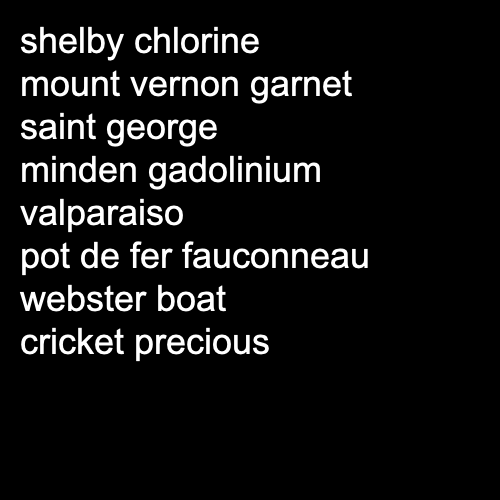 shelby chlorine
mount vernon garnet
saint george
minden gadolinium
valparaiso
pot de fer fauconneau
webster boat
cricket precious